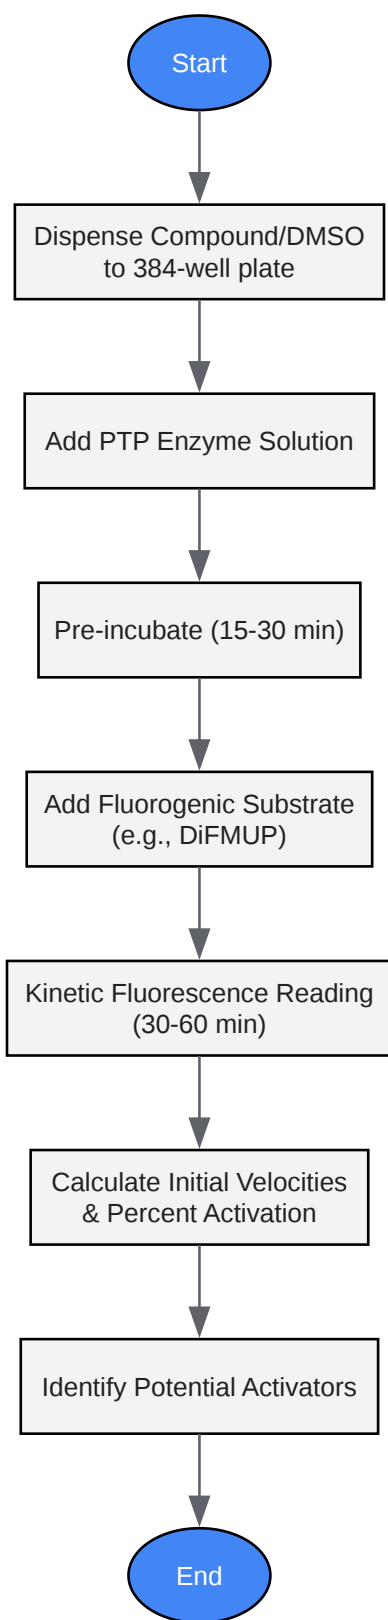 Start
Dispense Compound/DMSO
to 384-well plate
Add PTP Enzyme Solution
Pre-incubate (15-30 min)
Add Fluorogenic Substrate
(e.g., DiFMUP)
Kinetic Fluorescence Reading
(30-60 min)
Calculate Initial Velocities
& Percent Activation
Identify Potential Activators
End